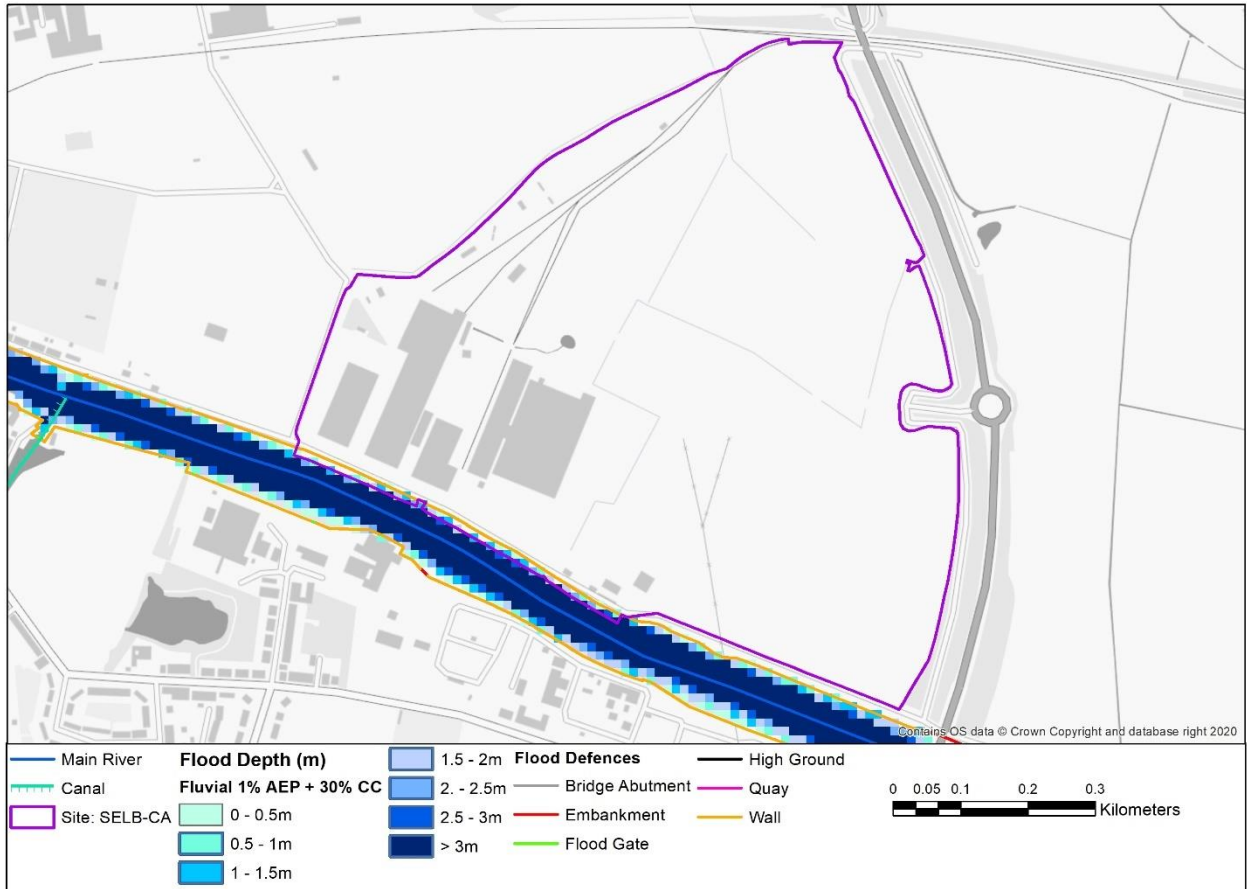 Contains OS data © Crown Copyright and database right 2020
Main River
Canal
Site: SELB-CA
Flood Depth (m)
Fluvial 1% AEP + 30% CC
0 - 0.5m
0.5 - 1m
1 - 1.5m
1.5 - 2m
2. - 2.5m
2.5 - 3m
> 3m
Flood Defences
Bridge Abutment
Embankment
Flood Gate
High Ground
Quay
Wall
0 0.05 0.1 0.2 0.3
Kilometers